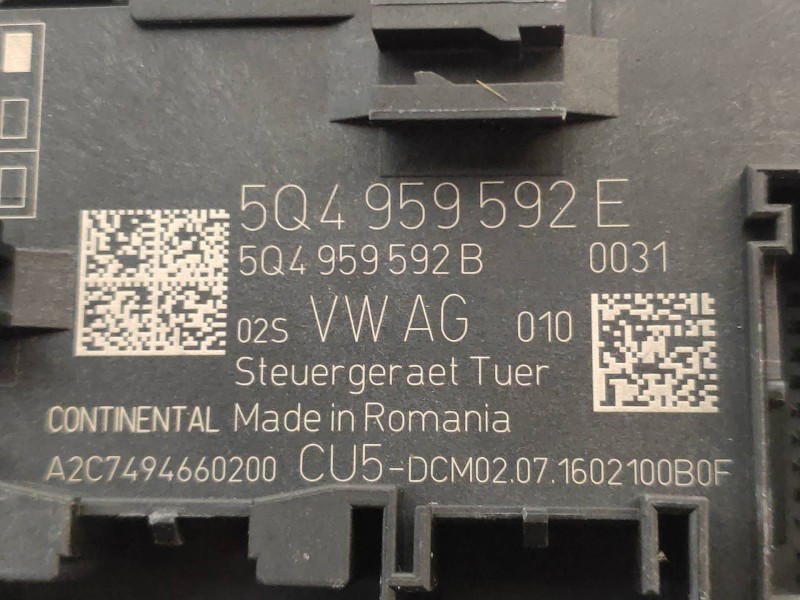 5Q4 959 592 E
5Q4 959 592 B 0031
02S VW AG 010
Steuergeraet Tuer
CONTINENTAL Made in Romania
A2C7494660200 CU5-DCM02.07.1602100B0F